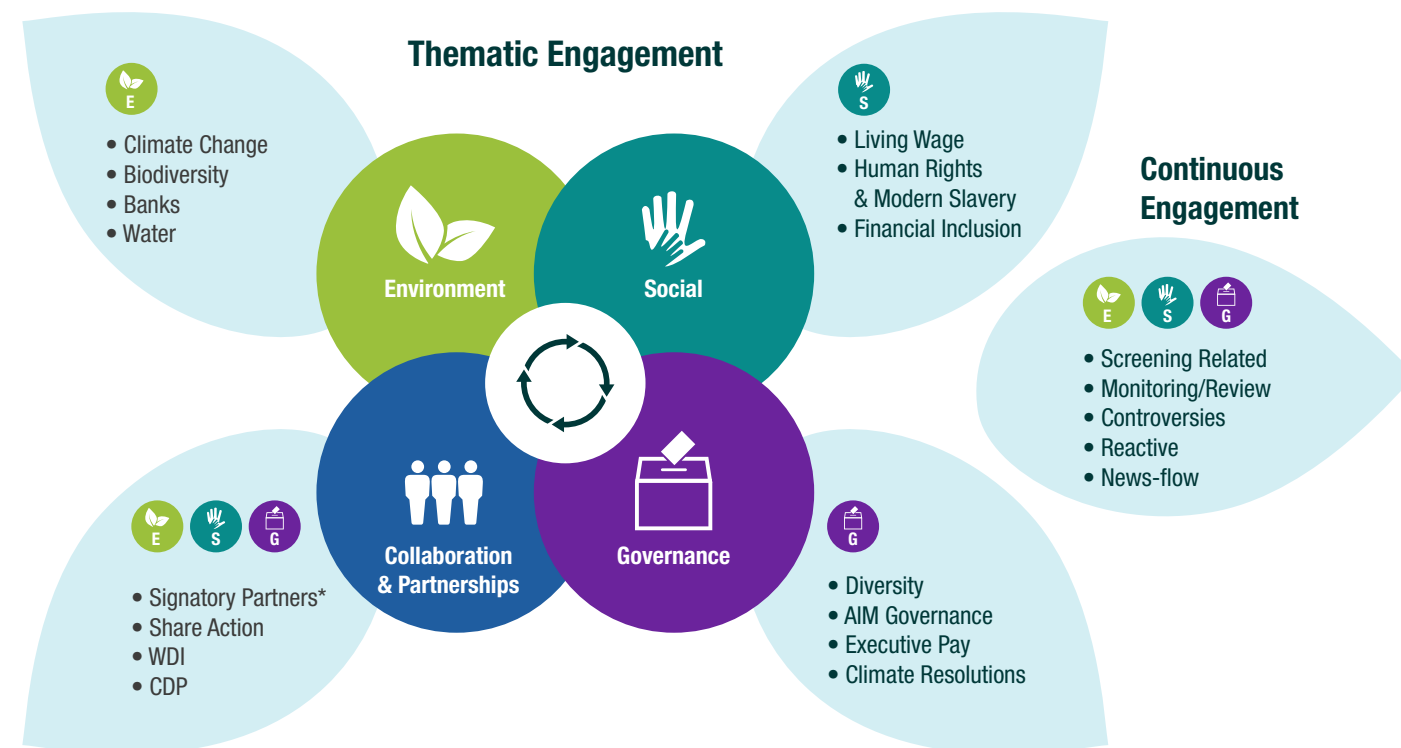 Thematic Engagement
E
• Climate Change
• Biodiversity
• Banks
• Water
S
• Living Wage
• Human Rights
& Modern Slavery
• Financial Inclusion
Environment
Social
Collaboration
& Partnerships
Governance
E S G
• Signatory Partners*
• Share Action
• WDI
• CDP
G
• Diversity
• AIM Governance
• Executive Pay
• Climate Resolutions
Continuous
Engagement
E S G
• Screening Related
• Monitoring/Review
• Controversies
• Reactive
• News-flow